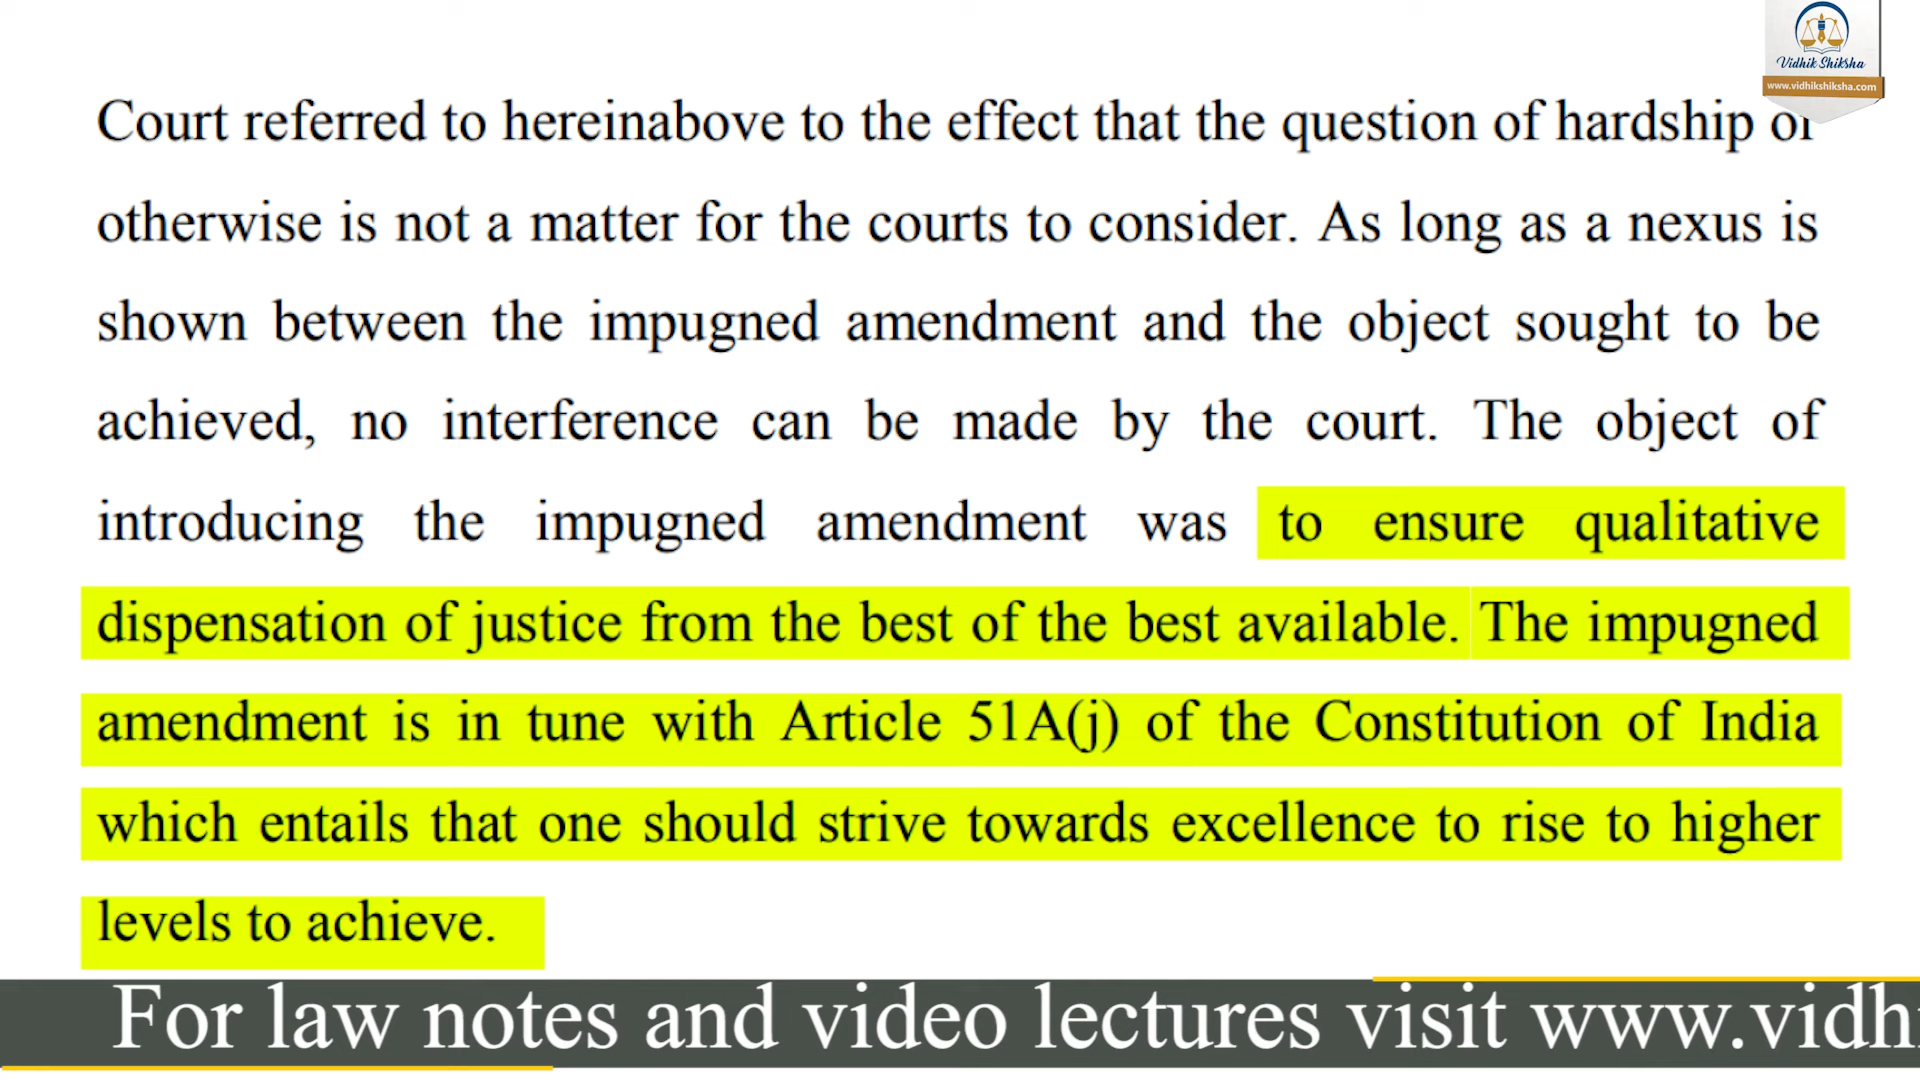 Vidhik Shiksha
www.vidhikshiksha.com
Court referred to hereinabove to the effect that the question of hardship or
otherwise is not a matter for the courts to consider. As long as a nexus is
shown between the impugned amendment and the object sought to be
achieved, no interference can be made by the court. The object of
introducing the impugned amendment was to ensure qualitative
dispensation of justice from the best of the best available. The impugned
amendment is in tune with Article 51A(j) of the Constitution of India
which entails that one should strive towards excellence to rise to higher
levels to achieve.
For law notes and video lectures visit www.vidh